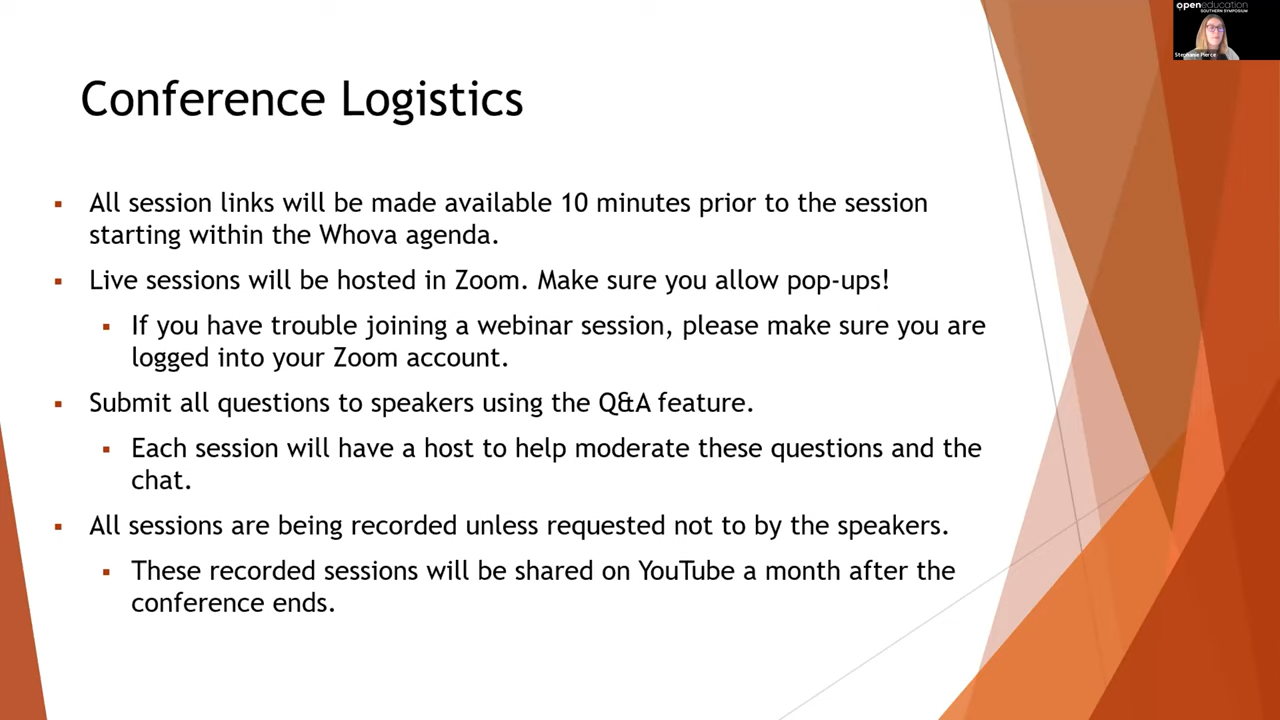 openeducation
SOUTHERN SYMPOSIUM
Stephanie Pierce
Conference Logistics
All session links will be made available 10 minutes prior to the session
starting within the Whova agenda.
Live sessions will be hosted in Zoom. Make sure you allow pop-ups!
If you have trouble joining a webinar session, please make sure you are
logged into your Zoom account.
Submit all questions to speakers using the Q&A feature.
Each session will have a host to help moderate these questions and the
chat.
All sessions are being recorded unless requested not to by the speakers.
These recorded sessions will be shared on YouTube a month after the
conference ends.